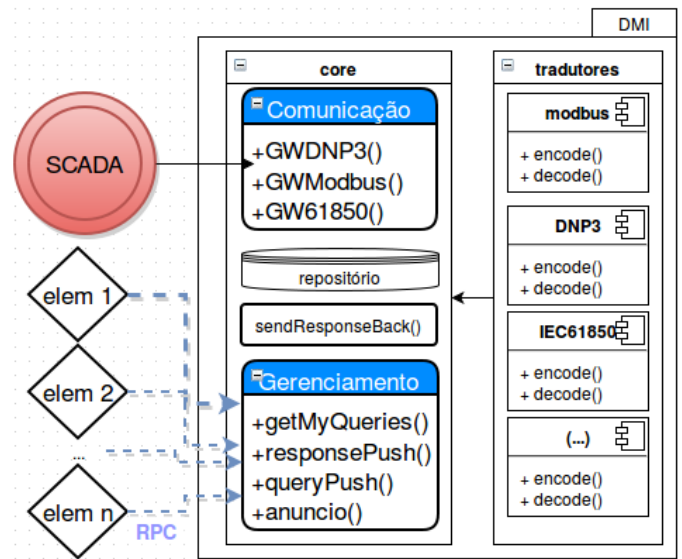 DMI
core
Comunicação
+GWDNP3()
+GWModbus()
+GW61850()
repositório
sendResponseBack()
Gerenciamento
+getMyQueries()
+responsePush()
+queryPush()
+anuncio()
tradutores
modbus
+ encode()
+ decode()
DNP3
+ encode()
+ decode()
IEC61850
+ encode()
+ decode()
(...)
+ encode()
+ decode()
SCADA
elem 1
elem 2
...
elem n
RPC